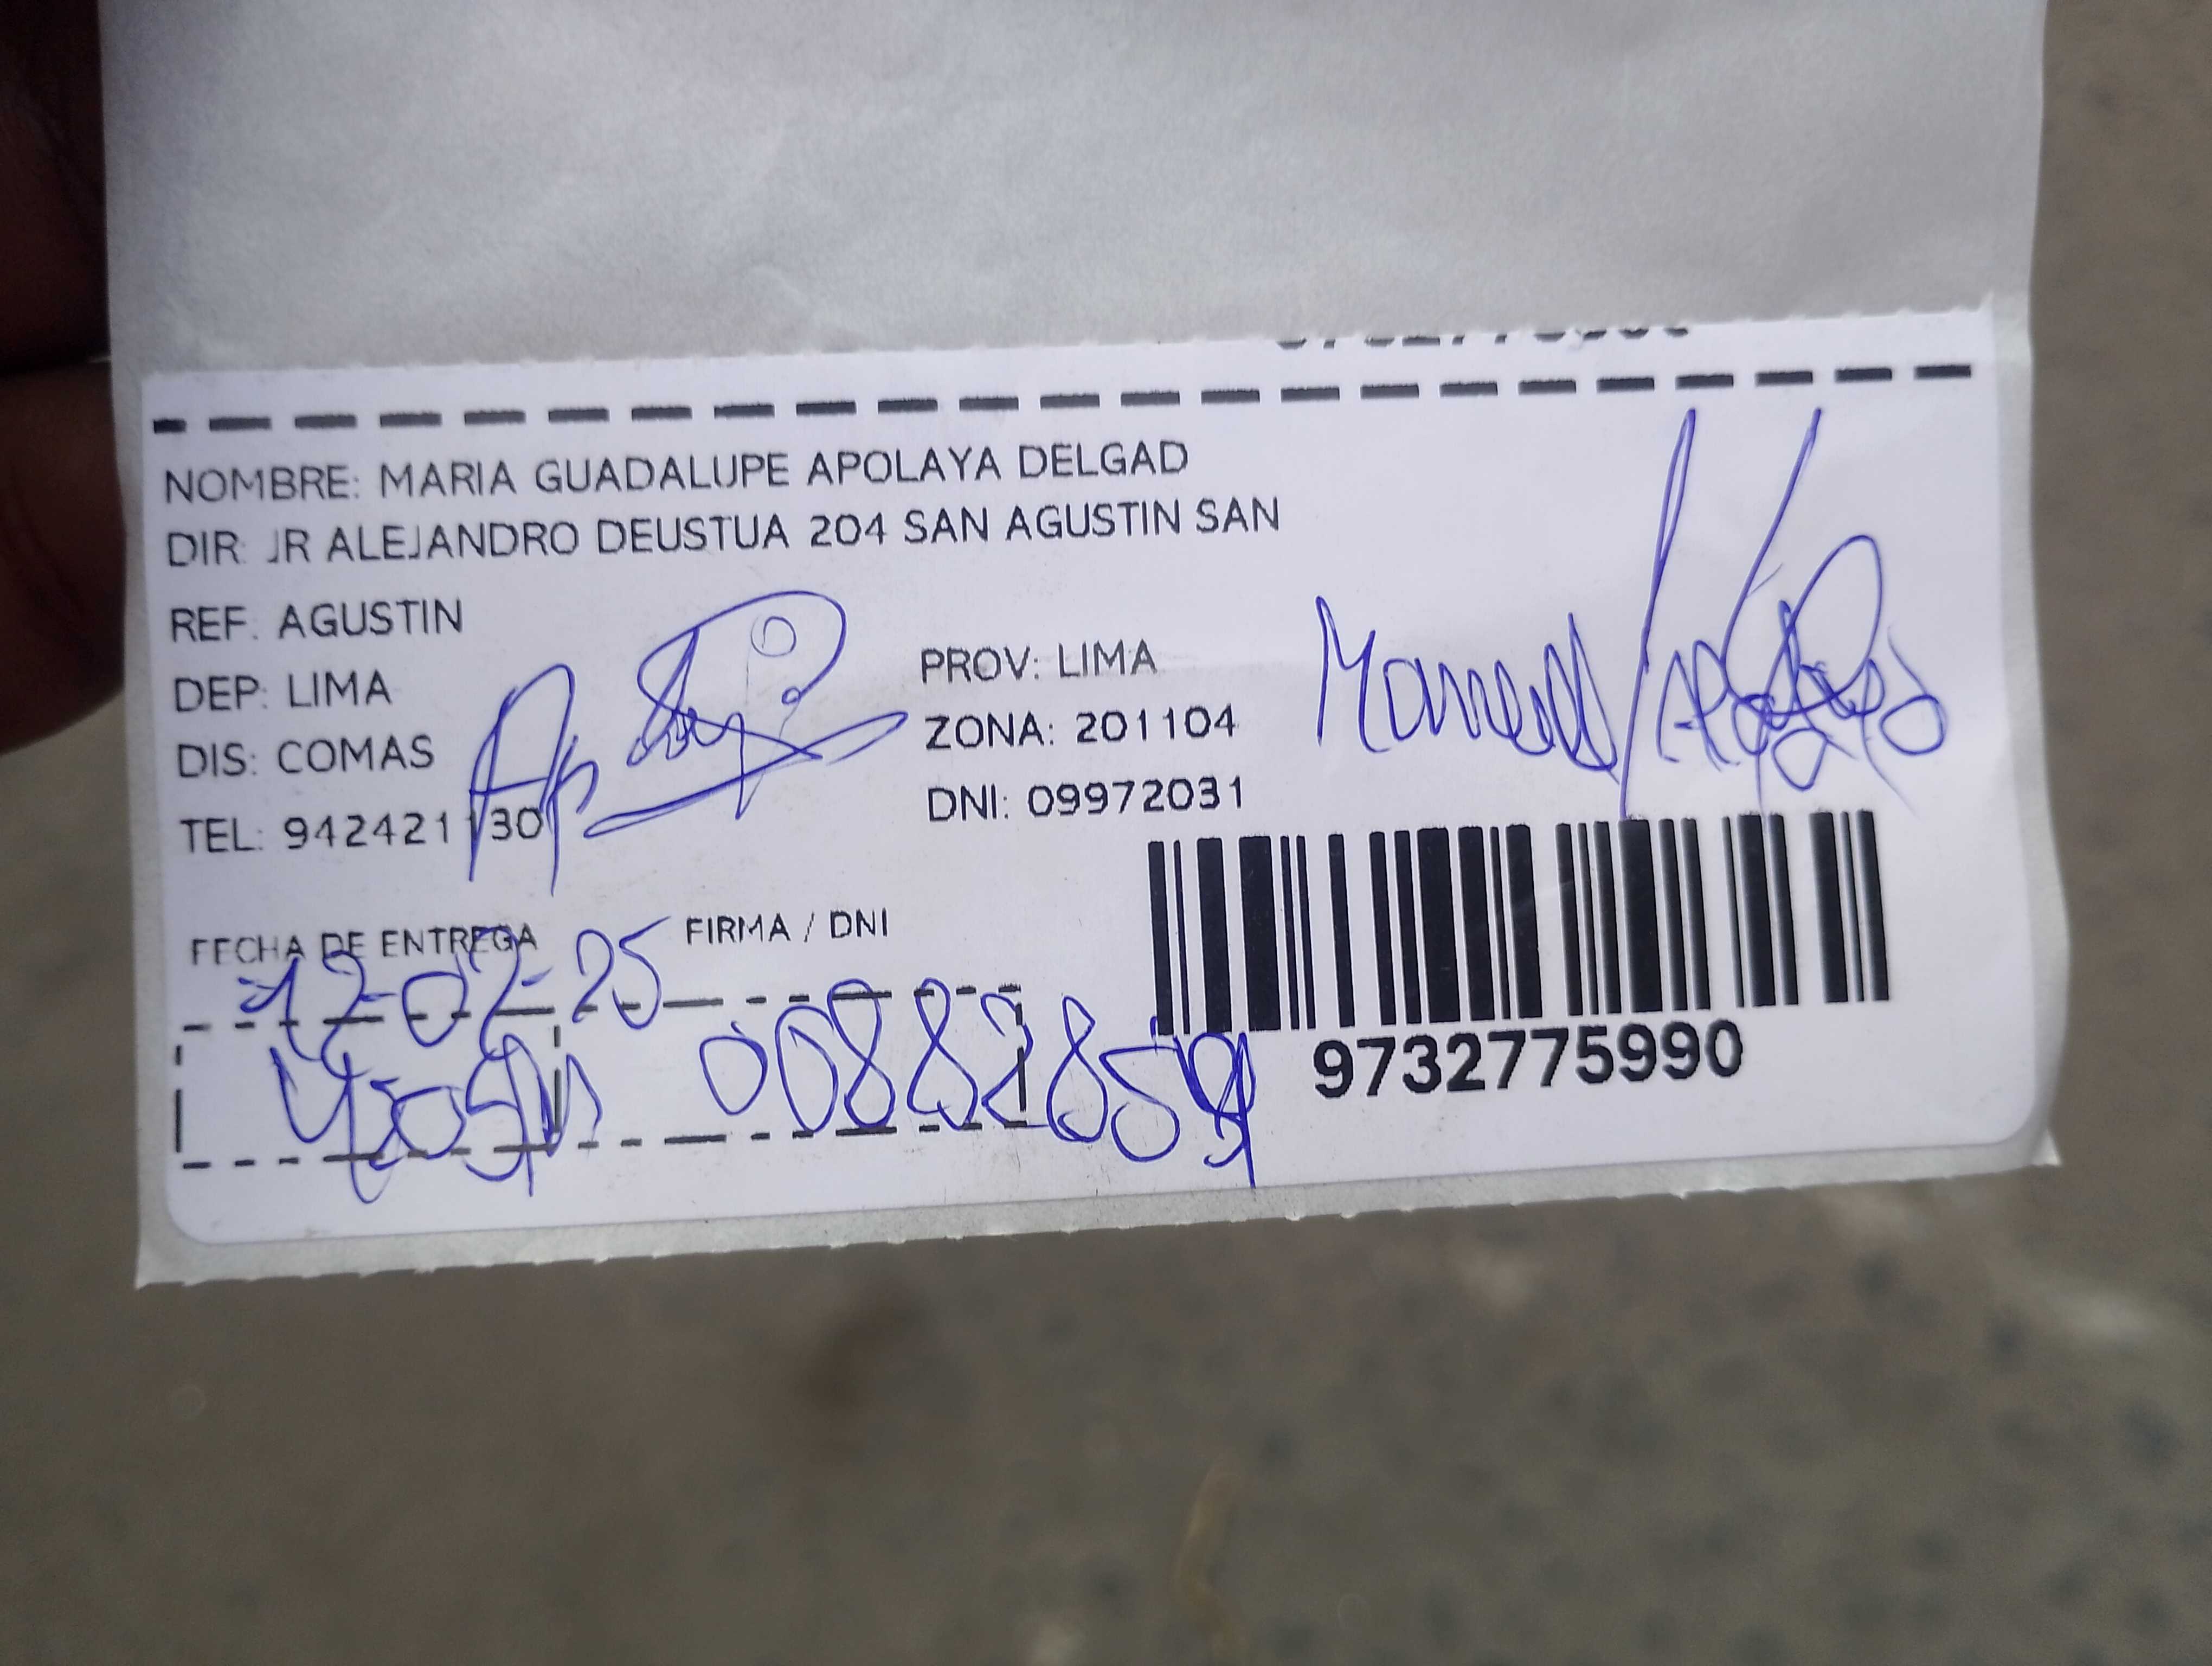 NOMBRE: MARIA GUADALUPE APOLAYA DELGAD
DIR: JR ALEJANDRO DEUSTUA 204 SAN AGUSTIN SAN
REF: AGUSTIN
DEP: LIMA
PROV: LIMA
DIS: COMAS
ZONA: 201104
TEL: 942421130
DNI: 09972031
FECHA DE ENTREGA
FIRMA / DNI
12-02-25
9732775990